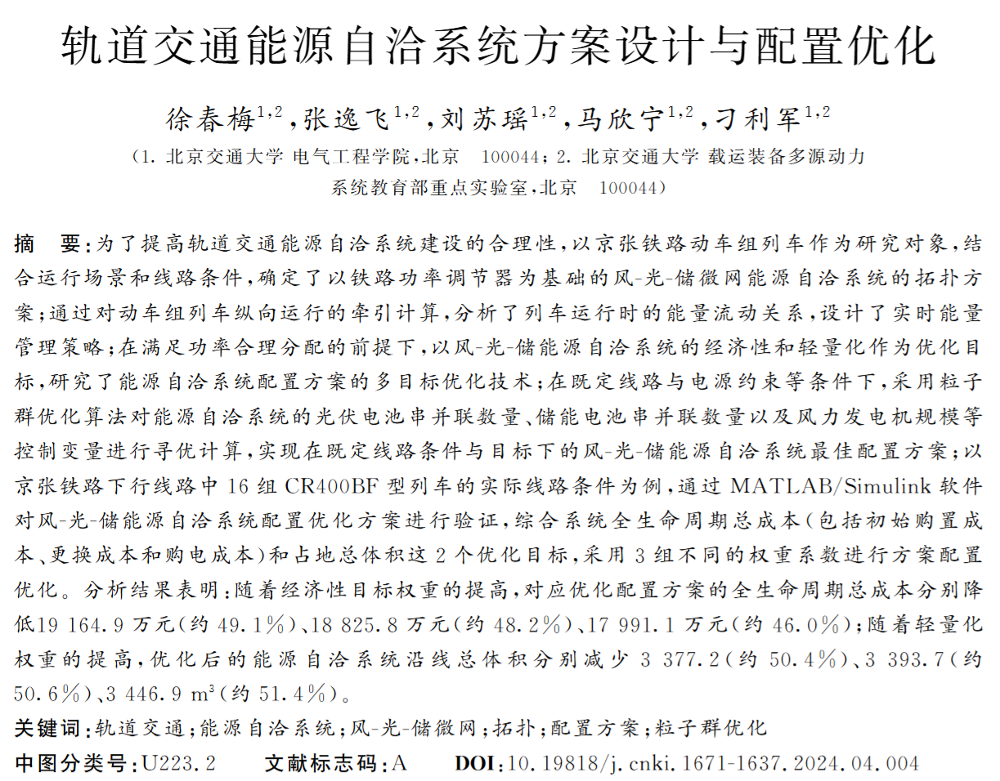 轨道交通能源自洽系统方案设计与配置优化
徐春梅1,2,张逸飞1,2,刘苏瑶1,2,马欣宁1,2,刁利军1,2
(1. 北京交通大学 电气工程学院,北京 100044; 2. 北京交通大学 载运装备多源动力
系统教育部重点实验室,北京 100044)
摘 要:为了提高轨道交通能源自洽系统建设的合理性,以京张铁路动车组列车作为研究对象,结
合运行场景和线路条件,确定了以铁路功率调节器为基础的风-光-储微网能源自洽系统的拓扑方
案;通过对动车组列车纵向运行的牵引计算,分析了列车运行时的能量流动关系,设计了实时能量
管理策略;在满足功率合理分配的前提下,以风-光-储能源自洽系统的经济性和轻量化作为优化目
标,研究了能源自洽系统配置方案的多目标优化技术;在既定线路与电源约束等条件下,采用粒子
群优化算法对能源自洽系统的光伏电池串并联数量、储能电池串并联数量以及风力发电机规模等
控制变量进行寻优计算,实现在既定线路条件与目标下的风-光-储能源自洽系统最佳配置方案;以
京张铁路下行线路中 16 组 CR400BF 型列车的实际线路条件为例,通过 MATLAB/Simulink 软件
对风-光-储能源自洽系统配置优化方案进行验证,综合系统全生命周期总成本(包括初始购置成
本、更换成本和购电成本)和占地总体积这 2 个优化目标,采用 3 组不同的权重系数进行方案配置
优化。分析结果表明:随着经济性目标权重的提高,对应优化配置方案的全生命周期总成本分别降
低19 164.9 万元(约 49.1%)、18 825.8 万元(约 48.2%)、17 991.1 万元(约 46.0%);随着轻量化
权重的提高,优化后的能源自洽系统沿线总体积分别减少 3 377.2(约 50.4%)、3 393.7(约
50.6%)、3 446.9 m³(约 51.4%)。
关键词:轨道交通;能源自洽系统;风-光-储微网;拓扑;配置方案;粒子群优化
中图分类号:U223.2 文献标志码:A DOI:10.19818/j.cnki.1671-1637.2024.04.004